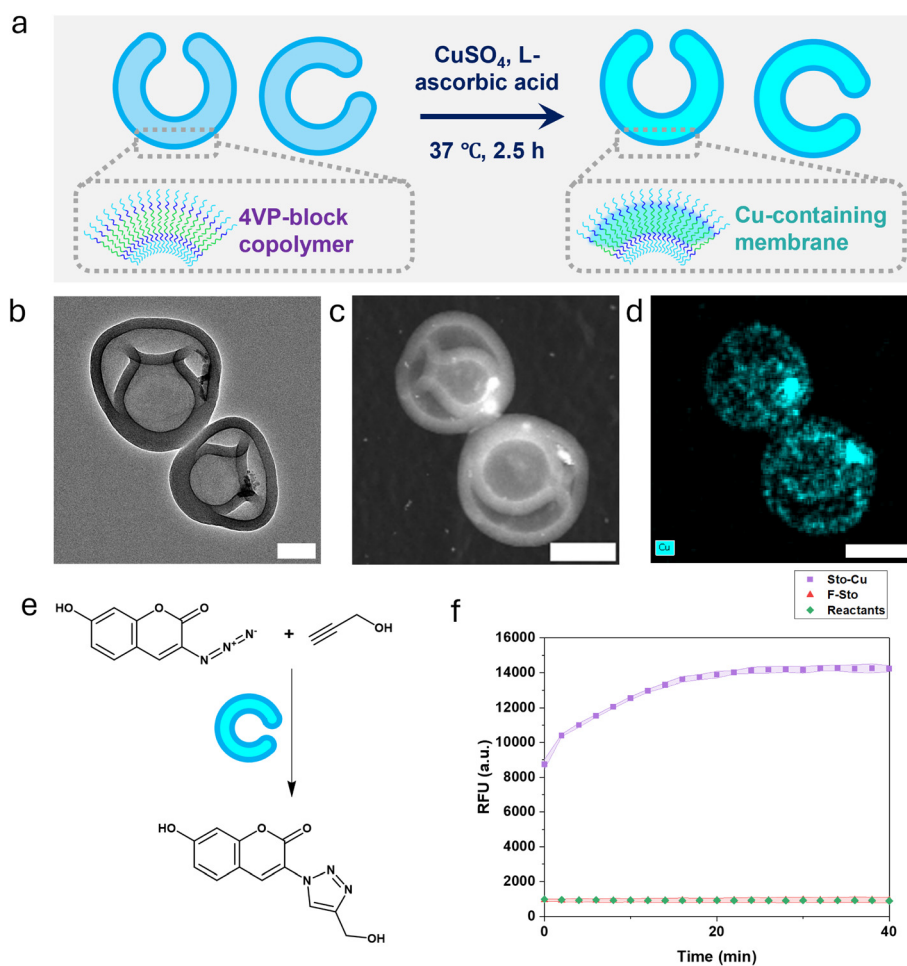 a
CuSO₄, L-
ascorbic acid
37 ℃, 2.5 h
4VP-block
copolymer
Cu-containing
membrane
b
c
d
Cu
e
HO
O
O
N
N⁺
N⁻
+
OH
HO
O
O
N
N
N
OH
f
Sto-Cu
F-Sto
Reactants
16000
14000
12000
10000
8000
6000
4000
2000
0
RFU (a.u.)
0
20
40
Time (min)